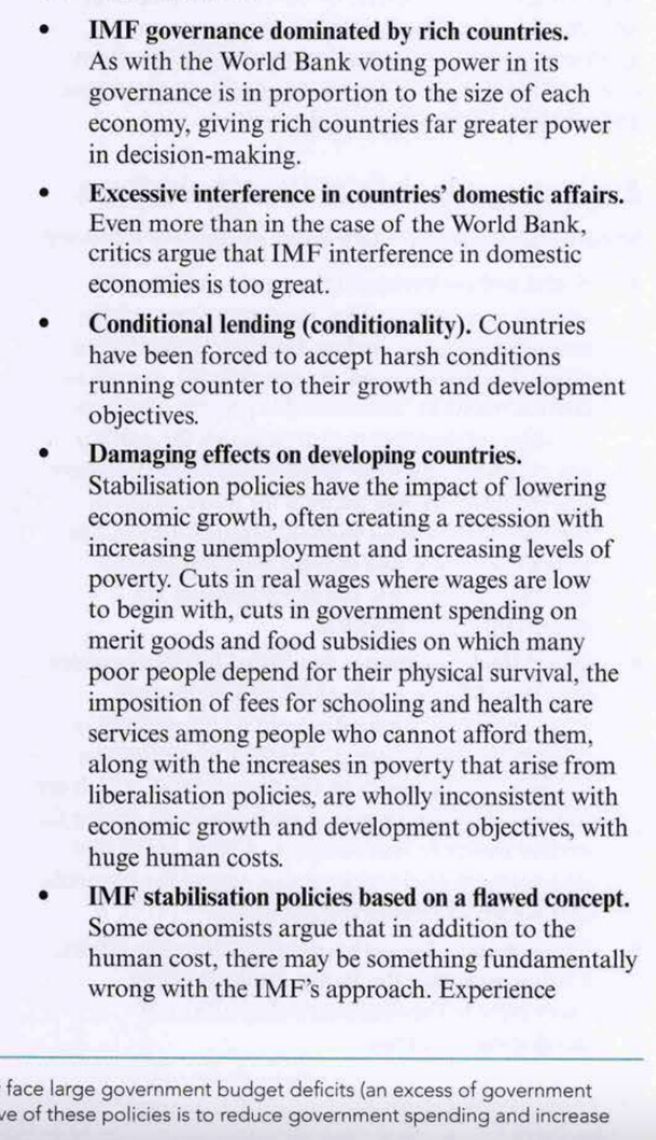 • IMF governance dominated by rich countries.
As with the World Bank voting power in its
governance is in proportion to the size of each
economy, giving rich countries far greater power
in decision-making.
• Excessive interference in countries' domestic affairs.
Even more than in the case of the World Bank,
critics argue that IMF interference in domestic
economies is too great.
• Conditional lending (conditionality). Countries
have been forced to accept harsh conditions
running counter to their growth and development
objectives.
• Damaging effects on developing countries.
Stabilisation policies have the impact of lowering
economic growth, often creating a recession with
increasing unemployment and increasing levels of
poverty. Cuts in real wages where wages are low
to begin with, cuts in government spending on
merit goods and food subsidies on which many
poor people depend for their physical survival, the
imposition of fees for schooling and health care
services among people who cannot afford them,
along with the increases in poverty that arise from
liberalisation policies, are wholly inconsistent with
economic growth and development objectives, with
huge human costs.
• IMF stabilisation policies based on a flawed concept.
Some economists argue that in addition to the
human cost, there may be something fundamentally
wrong with the IMF's approach. Experience
face large government budget deficits (an excess of government
of these policies is to reduce government spending and increase